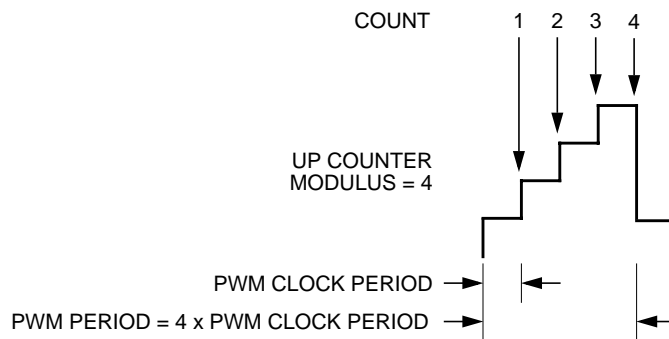 COUNT 1 2 3 4
UP COUNTER
MODULUS = 4
PWM CLOCK PERIOD
PWM PERIOD = 4 x PWM CLOCK PERIOD